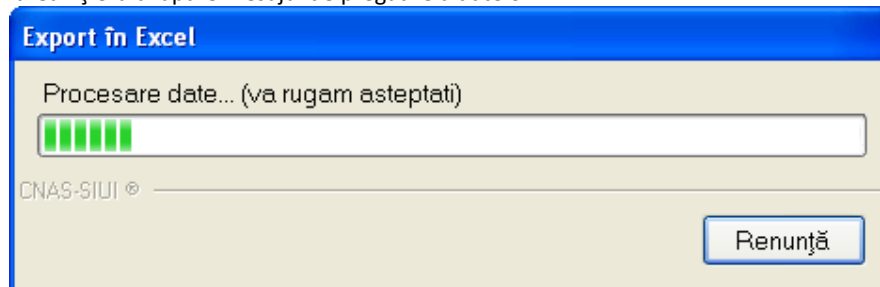 Export în Excel
Procesare date... (va rugam asteptati)
CNAS-SIUI ®
Renunţă